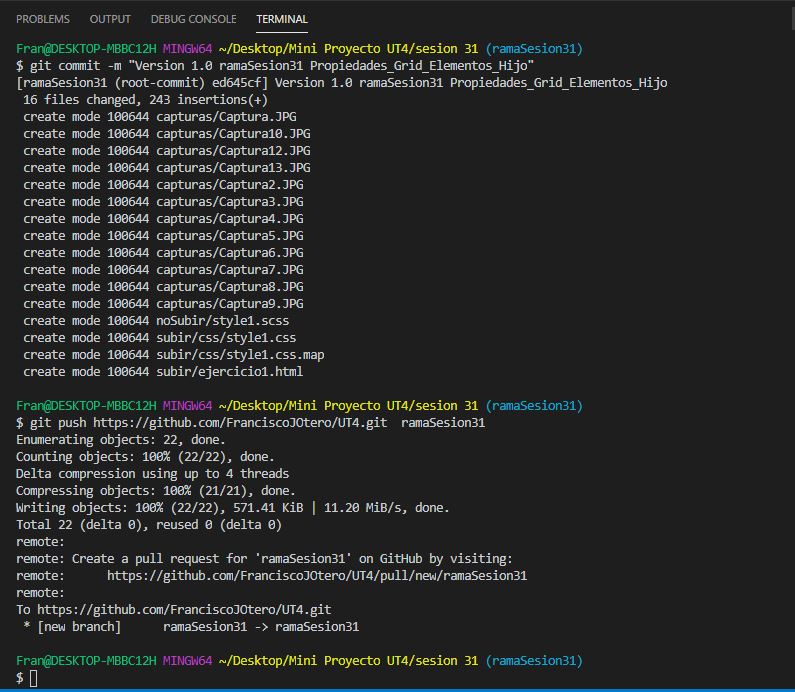 PROBLEMS OUTPUT DEBUG CONSOLE TERMINAL
Fran@DESKTOP-MBBC12H MINGW64 ~/Desktop/Mini Proyecto UT4/sesion 31 (ramaSesion31)
$ git commit -m "Version 1.0 ramaSesion31 Propiedades_Grid_Elementos_Hijo"
[ramaSesion31 (root-commit) ed645cf] Version 1.0 ramaSesion31 Propiedades_Grid_Elementos_Hijo
16 files changed, 243 insertions(+)
create mode 100644 capturas/Captura.JPG
create mode 100644 capturas/Captura10.JPG
create mode 100644 capturas/Captura12.JPG
create mode 100644 capturas/Captura13.JPG
create mode 100644 capturas/Captura2.JPG
create mode 100644 capturas/Captura3.JPG
create mode 100644 capturas/Captura4.JPG
create mode 100644 capturas/Captura5.JPG
create mode 100644 capturas/Captura6.JPG
create mode 100644 capturas/Captura7.JPG
create mode 100644 capturas/Captura8.JPG
create mode 100644 capturas/Captura9.JPG
create mode 100644 noSubir/style1.scss
create mode 100644 subir/css/style1.css
create mode 100644 subir/css/style1.css.map
create mode 100644 subir/ejercicio1.html
Fran@DESKTOP-MBBC12H MINGW64 ~/Desktop/Mini Proyecto UT4/sesion 31 (ramaSesion31)
$ git push https://github.com/FranciscoJOtero/UT4.git  ramaSesion31
Enumerating objects: 22, done.
Counting objects: 100% (22/22), done.
Delta compression using up to 4 threads
Compressing objects: 100% (21/21), done.
Writing objects: 100% (22/22), 571.41 KiB | 11.20 MiB/s, done.
Total 22 (delta 0), reused 0 (delta 0)
remote:
remote: Create a pull request for 'ramaSesion31' on GitHub by visiting:
remote:      https://github.com/FranciscoJOtero/UT4/pull/new/ramaSesion31
remote:
To https://github.com/FranciscoJOtero/UT4.git
* [new branch]      ramaSesion31 -> ramaSesion31
Fran@DESKTOP-MBBC12H MINGW64 ~/Desktop/Mini Proyecto UT4/sesion 31 (ramaSesion31)
$